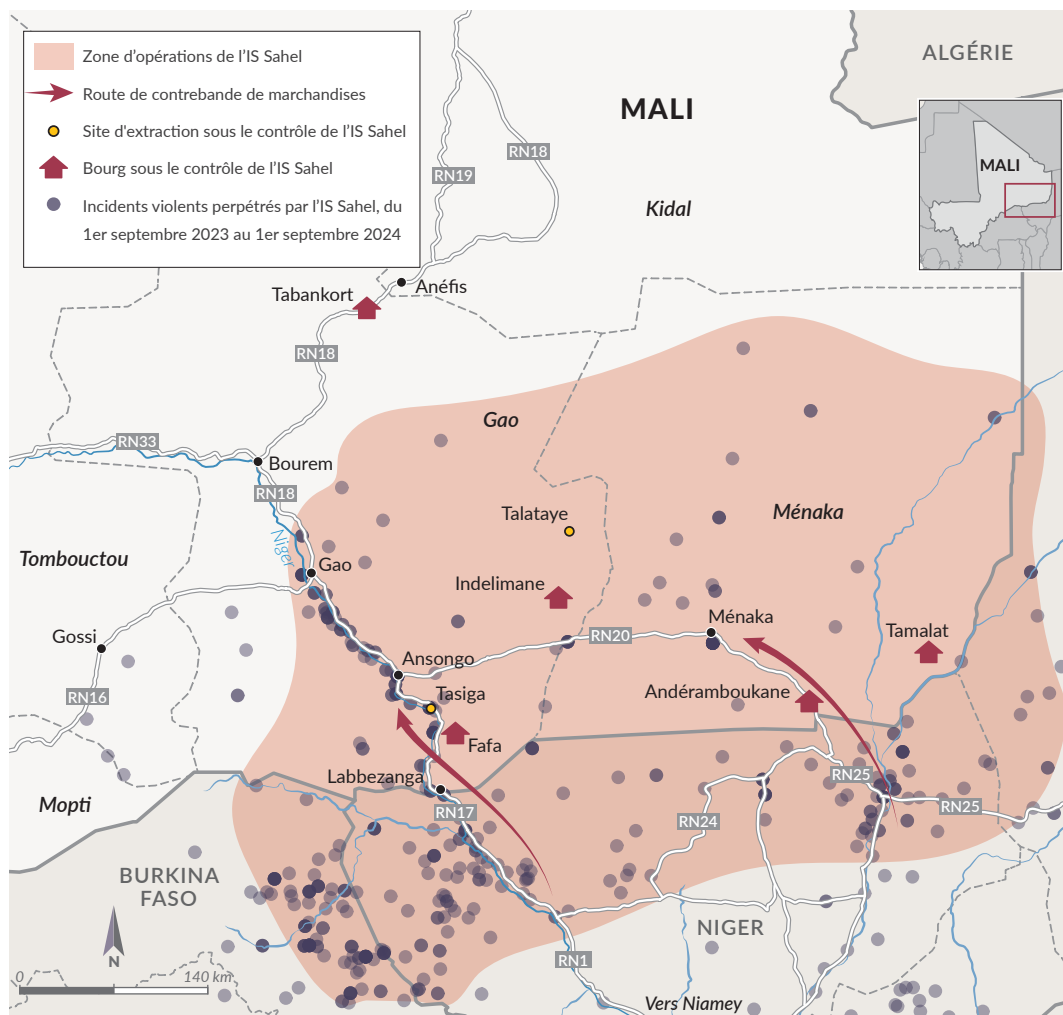 Zone d'opérations de l'IS Sahel
Route de contrebande de marchandises
Site d'extraction sous le contrôle de l'IS Sahel
Bourg sous le contrôle de l'IS Sahel
Incidents violents perpétrés par l'IS Sahel, du
1er septembre 2023 au 1er septembre 2024
ALGÉRIE
MALI
MALI
RN18
RN19
Kidal
Tabankort
Anéfis
RN18
Gao
RN33
Bourem
RN18
Talataye
Ménaka
Niger
Tombouctou
Gao
Indelimane
Gossi
RN20
Ménaka
Tamalat
Ansongo
RN16
Tasiga
Andéramboukane
Fafa
Labbezanga
RN25
Mopti
RN17
RN24
RN25
BURKINA
FASO
NIGER
N
RN1
0
140 km
Vers Niamey